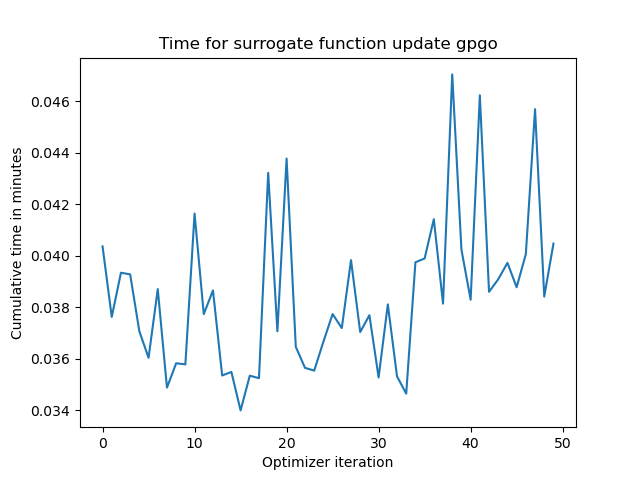 Time for surrogate function update gpgo
Cumulative time in minutes
0.046
0.044
0.042
0.040
0.038
0.036
0.034
0 10 20 30 40 50
Optimizer iteration